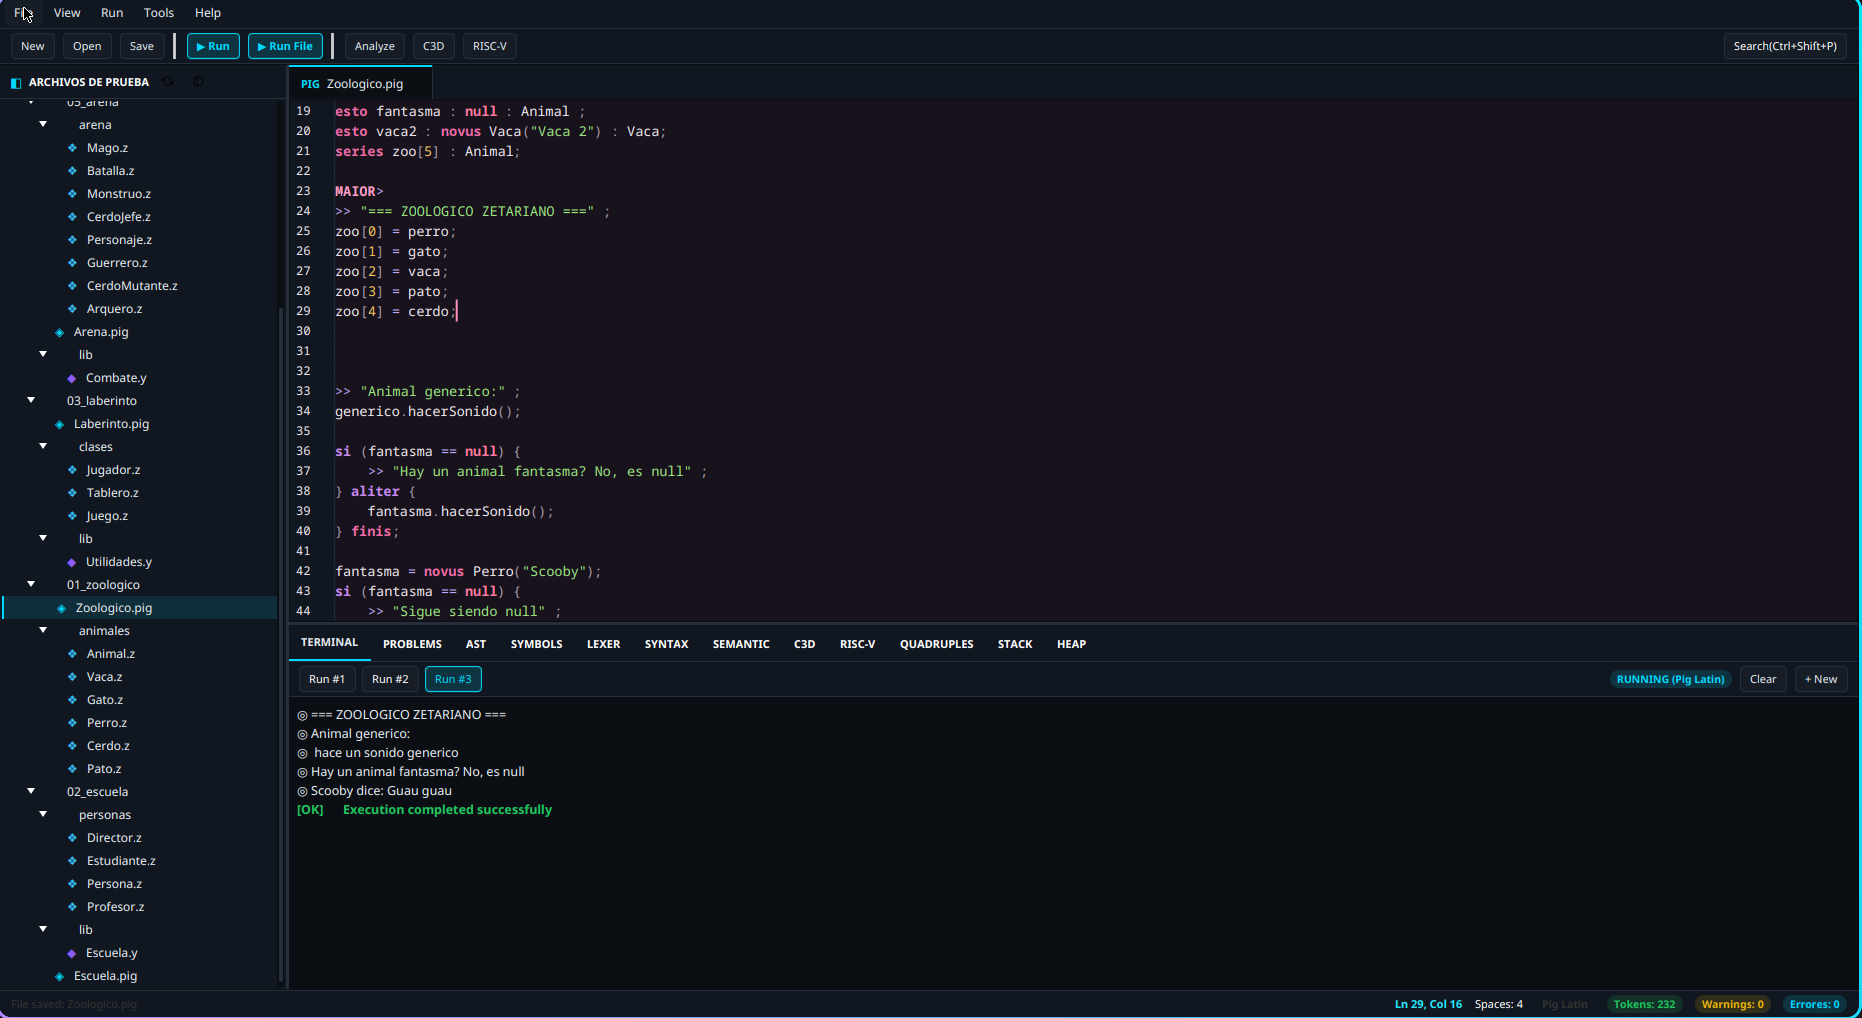 File View Run Tools Help
New Open Save ▶ Run ▶ Run File Analyze C3D RISC-V Search(Ctrl+Shift+P)
ARCHIVOS DE PRUEBA
05_arena
arena
Mago.z
Batalla.z
Monstruo.z
CerdoJefe.z
Personaje.z
Guerrero.z
CerdoMutante.z
Arquero.z
Arena.pig
lib
Combate.y
03_laberinto
Laberinto.pig
clases
Jugador.z
Tablero.z
Juego.z
lib
Utilidades.y
01_zoologico
Zoologico.pig
animales
Animal.z
Vaca.z
Gato.z
Perro.z
Cerdo.z
Pato.z
02_escuela
personas
Director.z
Estudiante.z
Persona.z
Profesor.z
lib
Escuela.y
Escuela.pig
PIG Zoologico.pig
19 esto fantasma : null : Animal ;
20 esto vaca2 : novus Vaca("Vaca 2") : Vaca;
21 series zoo[5] : Animal;
22
23 MAIOR>
24 >> "=== ZOOLOGICO ZETARIANO ===" ;
25 zoo[0] = perro;
26 zoo[1] = gato;
27 zoo[2] = vaca;
28 zoo[3] = pato;
29 zoo[4] = cerdo;
30
31
32
33 >> "Animal generico:" ;
34 generico.hacerSonido();
35
36 si (fantasma == null) {
37 >> "Hay un animal fantasma? No, es null" ;
38 } aliter {
39 fantasma.hacerSonido();
40 } finis;
41
42 fantasma = novus Perro("Scooby");
43 si (fantasma == null) {
44 >> "Sigue siendo null" ;
TERMINAL PROBLEMS AST SYMBOLS LEXER SYNTAX SEMANTIC C3D RISC-V QUADRUPLES STACK HEAP
Run #1 Run #2 Run #3 RUNNING (Pig Latin) Clear + New
◎ === ZOOLOGICO ZETARIANO ===
◎ Animal generico:
◎ hace un sonido generico
◎ Hay un animal fantasma? No, es null
◎ Scooby dice: Guau guau
[OK] Execution completed successfully
File saved: Zoologico.pig Ln 29, Col 16 Spaces: 4 Pig Latin Tokens: 232 Warnings: 0 Errores: 0